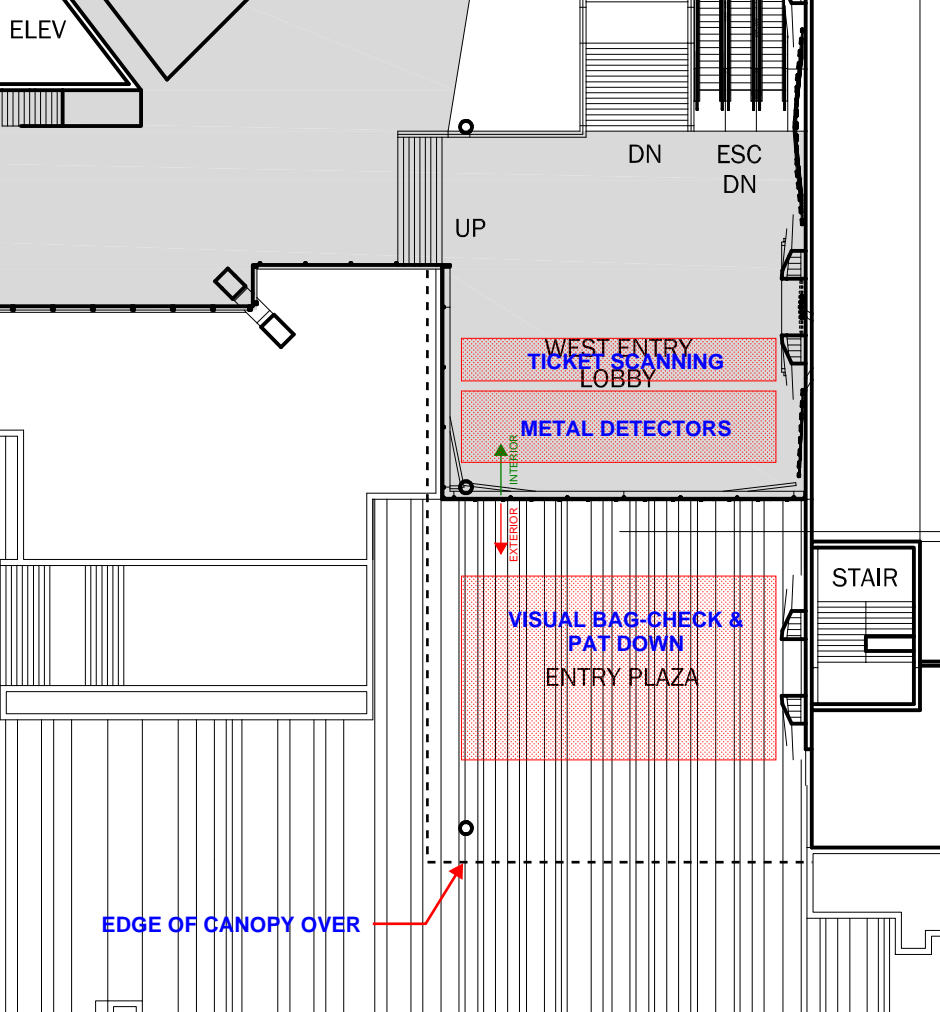 ELEV
DN
ESC
DN
UP
WEST ENTRY
LOBBY
TICKET SCANNING
METAL DETECTORS
INTERIOR
EXTERIOR
STAIR
VISUAL BAG-CHECK &
PAT DOWN
ENTRY PLAZA
EDGE OF CANOPY OVER